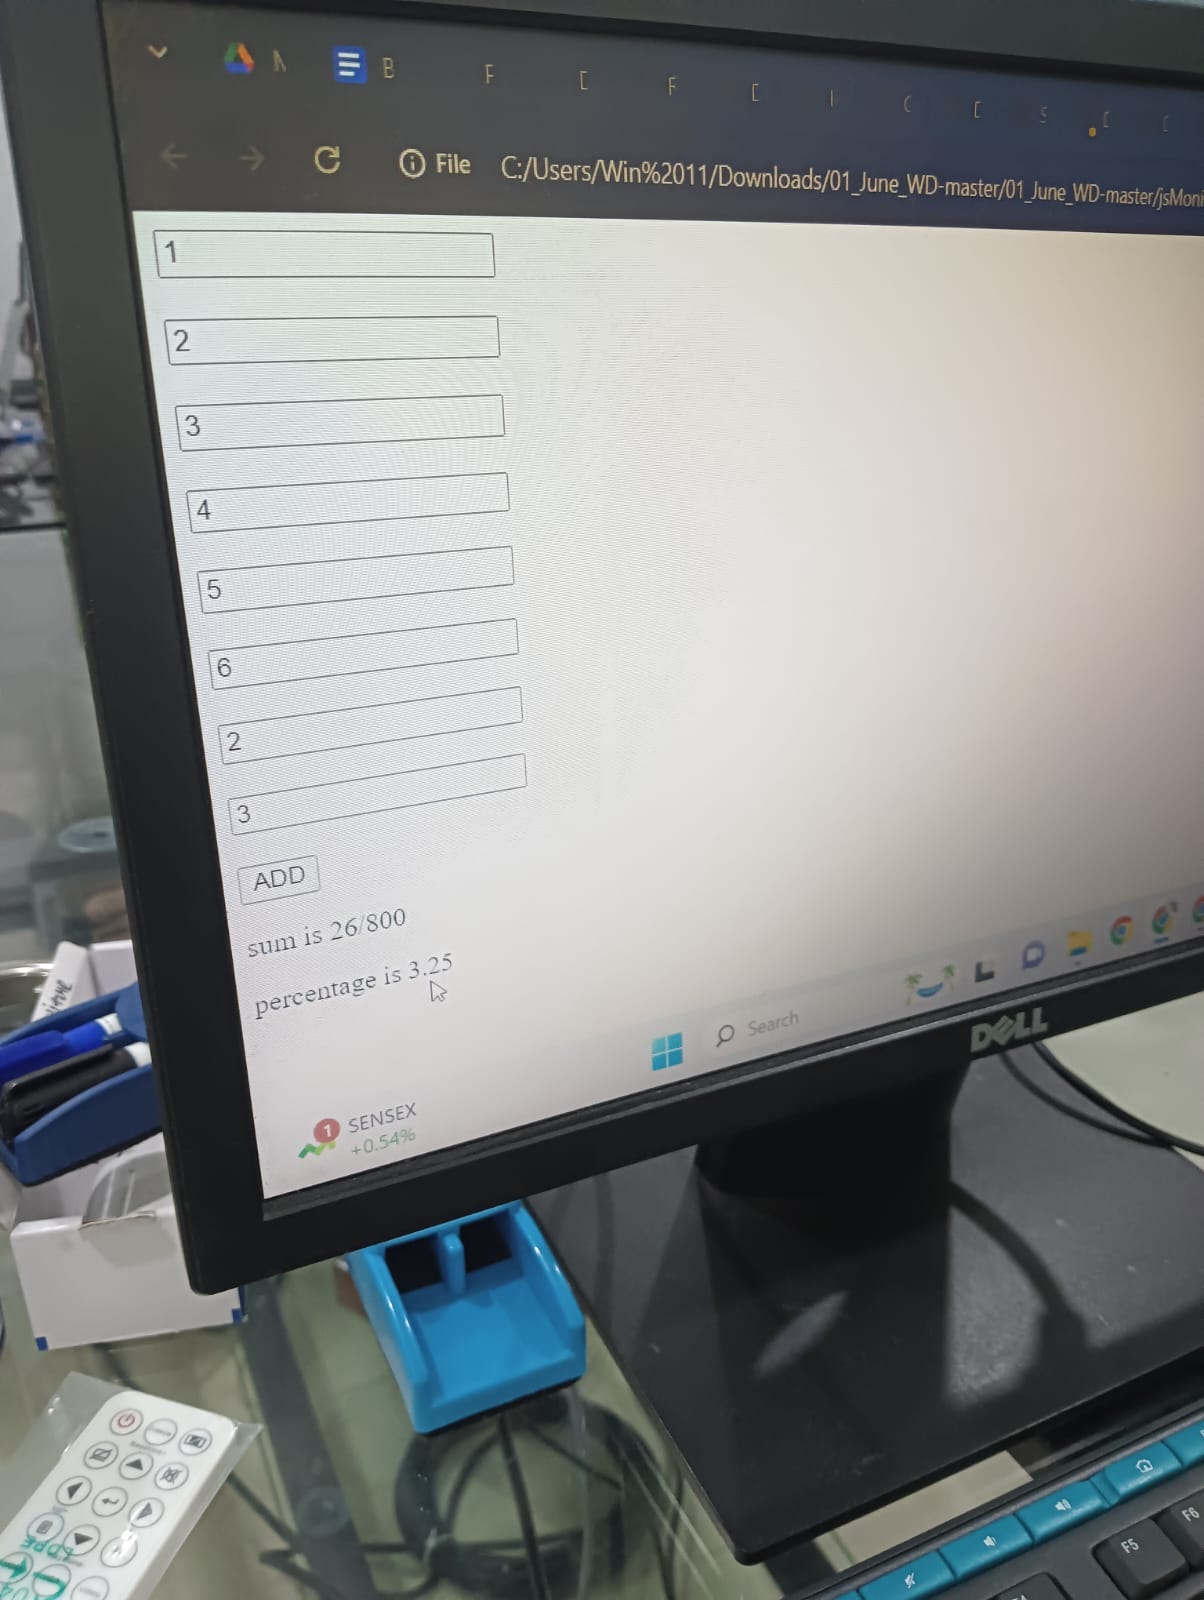 File C:/Users/Win%2011/Downloads/01_June_WD-master/01_June_WD-master/jsMoni
1
2
3
4
5
6
2
3
ADD
sum is 26/800
percentage is 3.25
Search
DELL
1
SENSEX
+0.54%
F5
F6